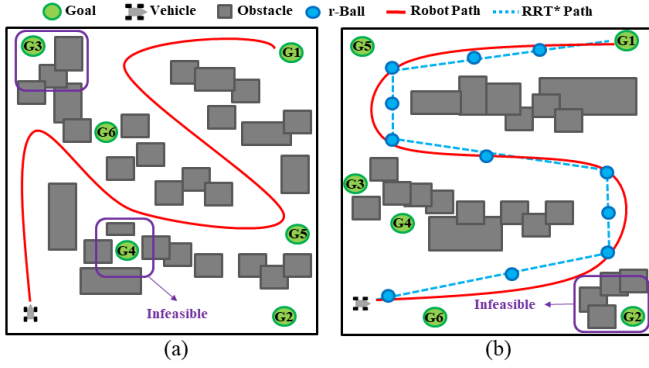 Goal Vehicle Obstacle r-Ball Robot Path RRT* Path
G3
G1
G6
G4
G5
Infeasible
G2
(a)
G5
G1
G3
G4
Infeasible
G6
G2
(b)